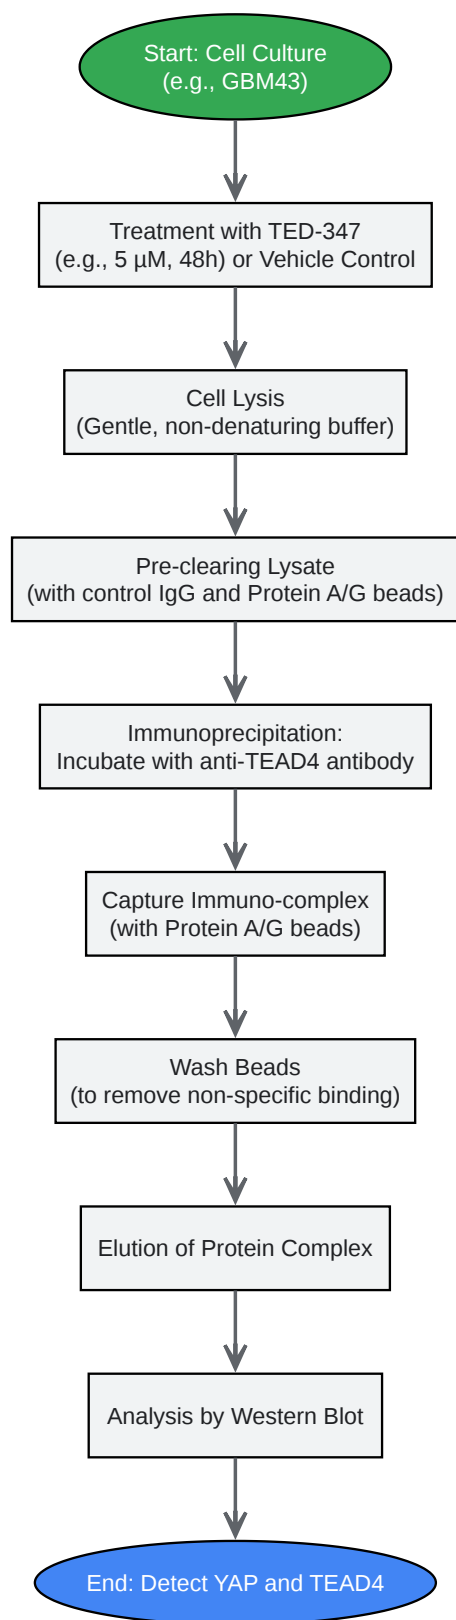 Start: Cell Culture
(e.g., GBM43)
Treatment with TED-347
(e.g., 5 µM, 48h) or Vehicle Control
Cell Lysis
(Gentle, non-denaturing buffer)
Pre-clearing Lysate
(with control IgG and Protein A/G beads)
Immunoprecipitation:
Incubate with anti-TEAD4 antibody
Capture Immuno-complex
(with Protein A/G beads)
Wash Beads
(to remove non-specific binding)
Elution of Protein Complex
Analysis by Western Blot
End: Detect YAP and TEAD4